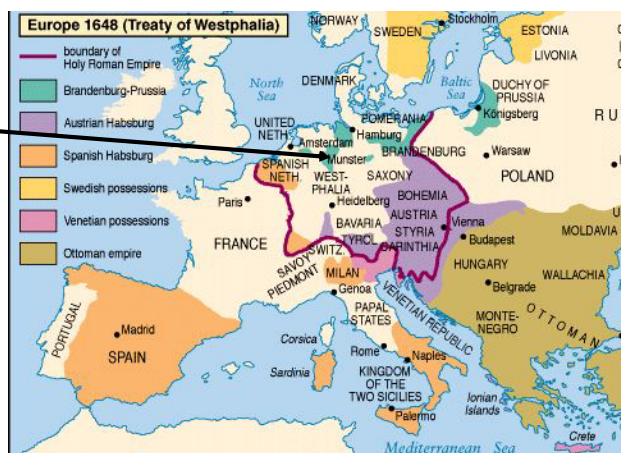 Europe 1648 (Treaty of Westphalia)
boundary of
Holy Roman Empire
Brandenburg-Prussia
Austrian Habsburg
Spanish Habsburg
Swedish possessions
Venetian possessions
Ottoman empire
NORWAY
SWEDEN
Stockholm
ESTONIA
LIVONIA
North
Sea
DENMARK
Baltic
Sea
DUCHY OF
PRUSSIA
Königsberg
R U
UNITED
NETH.
Amsterdam
POMERANIA
Hamburg
BRANDENBURG
Munster
Warsaw
SPANISH
NETH.
WEST-
PHALIA
SAXONY
POLAND
Paris
Heidelberg
BOHEMIA
BAVARIA
AUSTRIA
Vienna
STYRIA
MOLDAVIA
FRANCE
SWITZ.
TYRCL
CARINTHIA
Budapest
HUNGARY
SAVOY
PIEDMONT
MILAN
WALLACHIA
Genoa
VENETIAN REPUBLIC
Belgrade
PAPAL
STATES
MONTE-
NEGRO
OTTOMAN
PORTUGAL
Madrid
SPAIN
Corsica
Rome
Naples
Sardinia
KINGDOM
OF THE
TWO SICILIES
Ionian
Islands
Palermo
Crete
Mediterranean Sea